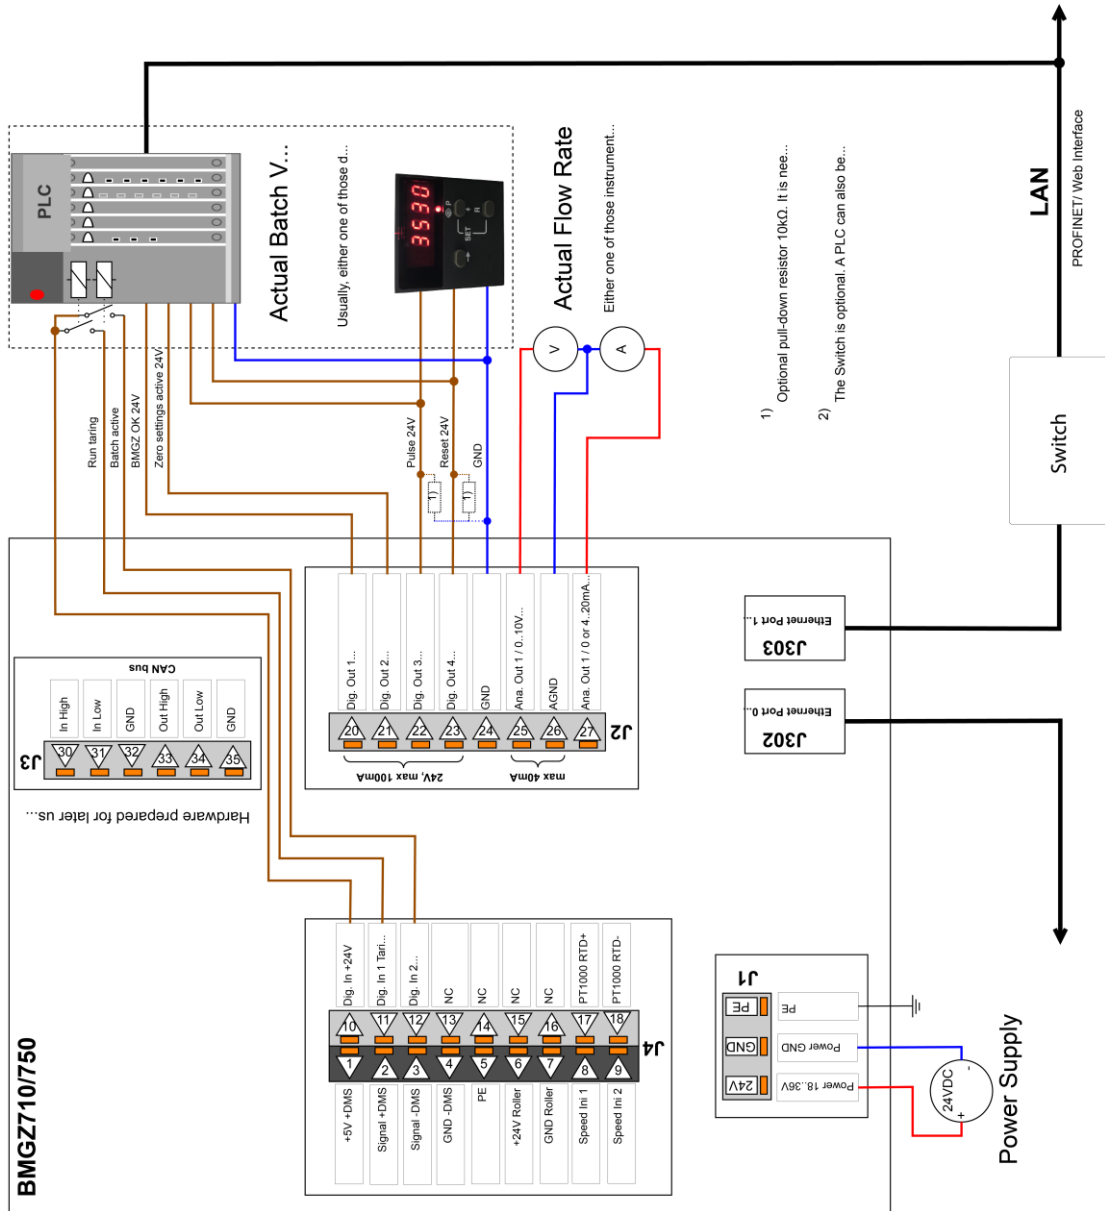 BMGZ710/750
PLC
Actual Batch V...
Usually, either one of those d...
3530
P
SET
R
Actual Flow Rate
Either one of those instrument...
V
A
1)
Optional pull-down resistor 10kΩ. It is nee...
2)
The Switch is optional. A PLC can also be...
LAN
PROFINET/ Web Interface
Switch
Run taring
Batch active
BMGZ OK 24V
Zero settings active 24V
Pulse 24V
Reset 24V
GND
1)
1)
J3
CAN bus
30
In High
31
In Low
32
GND
33
Out High
34
Out Low
35
GND
Hardware prepared for later us...
J2
20
Dig. Out 1...
21
Dig. Out 2...
22
Dig. Out 3...
23
Dig. Out 4...
24
GND
25
Ana. Out 1 / 0..10V...
26
AGND
27
Ana. Out 1 / 0 or 4..20mA...
24V, max 100mA
max 40mA
J303
Ethernet Port 1...
J302
Ethernet Port 0...
J4
10
Dig. In +24V
11
Dig. In 1 Tari...
12
Dig. In 2...
13
NC
14
NC
15
NC
16
NC
17
PT1000 RTD+
18
PT1000 RTD-
1
+5V +DMS
2
Signal +DMS
3
Signal -DMS
4
GND -DMS
5
PE
6
+24V Roller
7
GND Roller
8
Speed Ini 1
9
Speed Ini 2
J1
PE
PE
GND
Power GND
24V
Power 18..36V
24VDC
+
-
Power Supply